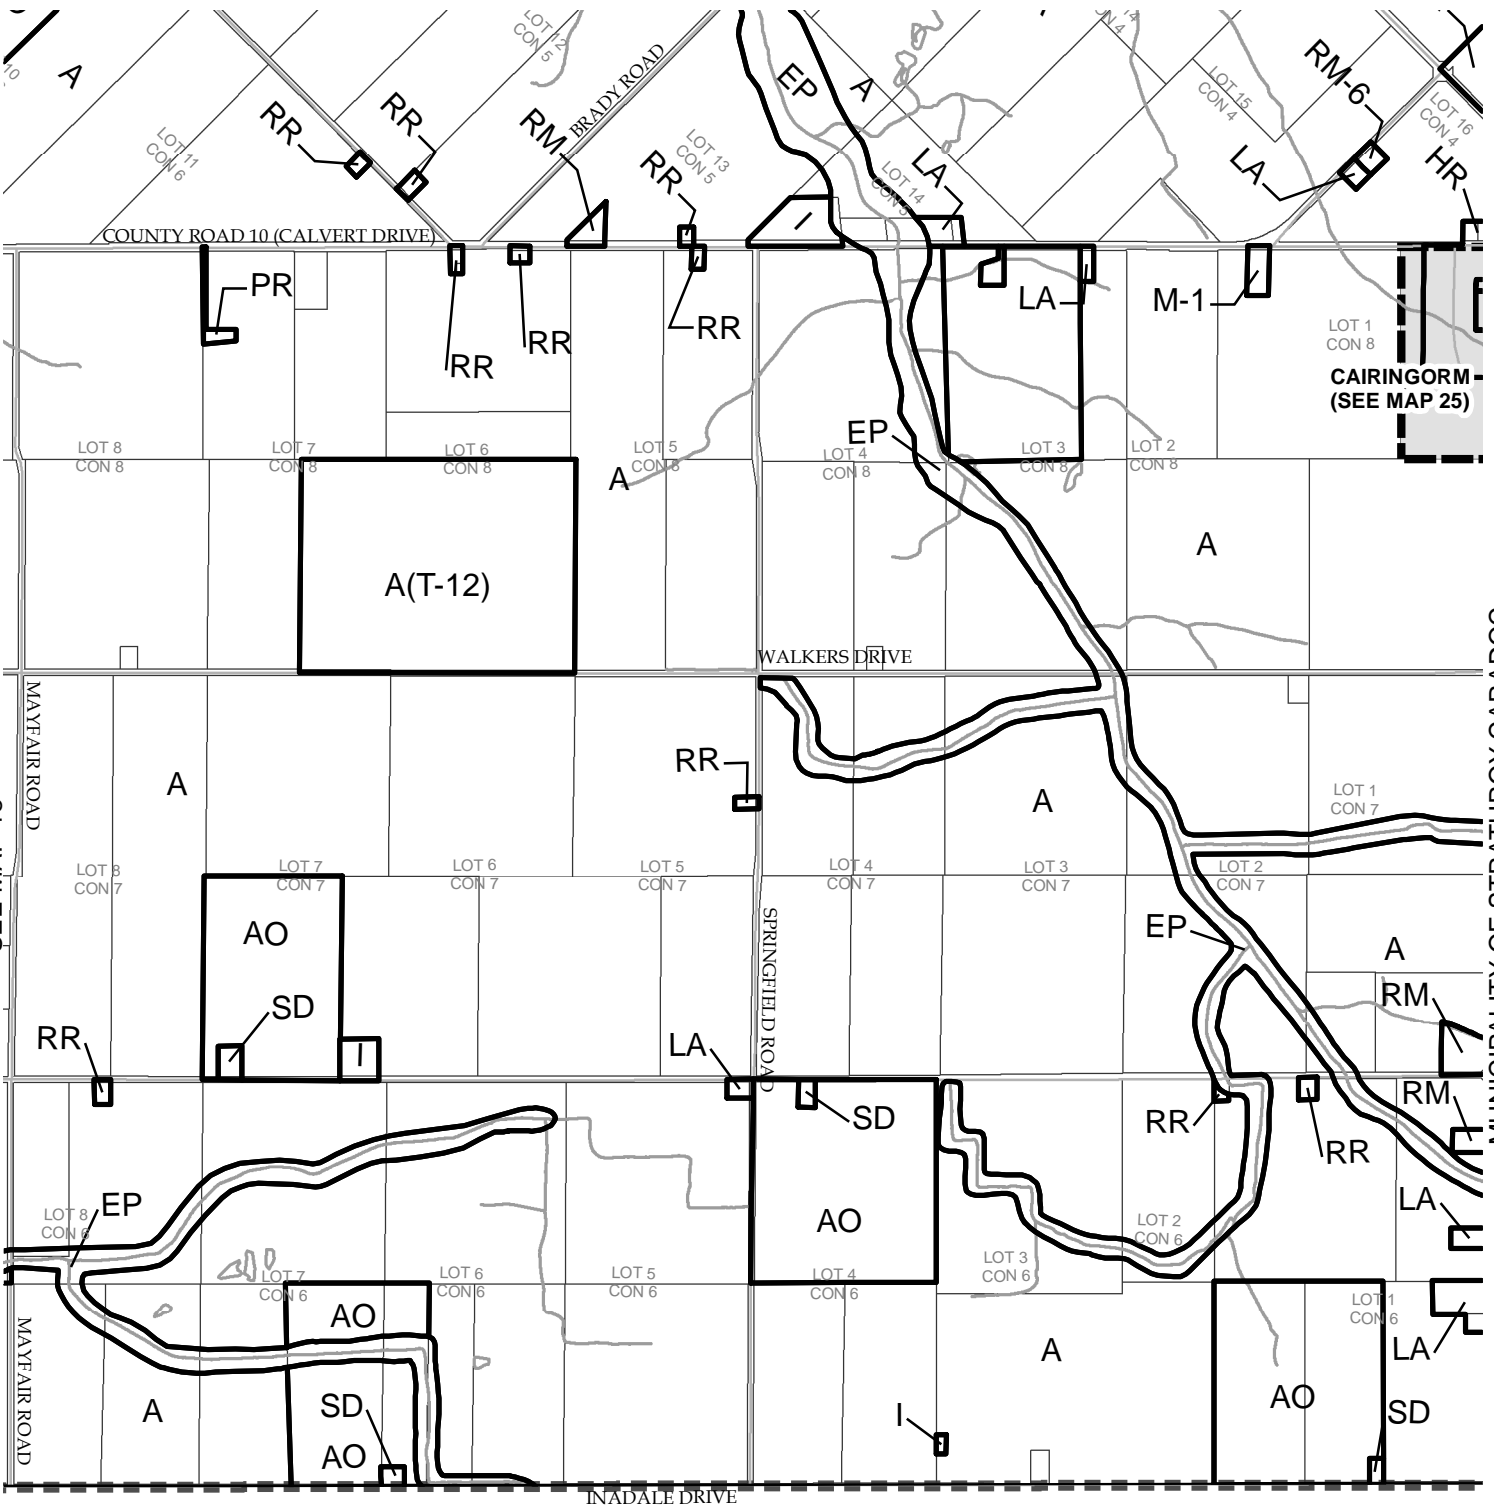 A
LOT 12
CON 5
BRADY ROAD
EP
A
LOT 15
CON 4
RM-6
LOT 16
CON 4
RR
RR
RM
LOT 11
CON 6
RR
LOT 13
CON 5
LOT 14
CON 5
LA
LA
HR
I
COUNTY ROAD 10 (CALVERT DRIVE)
PR
RR
RR
RR
LA
M-1
LOT 1
CON 8
CAIRINGORM
(SEE MAP 25)
LOT 8
CON 8
LOT 7
CON 8
LOT 6
CON 8
LOT 5
CON 8
A
EP
LOT 4
CON 8
LOT 3
CON 8
LOT 2
CON 8
A(T-12)
A
WALKERS DRIVE
MAYFAIR ROAD
A
RR
A
LOT 1
CON 7
LOT 8
CON 7
LOT 7
CON 7
LOT 6
CON 7
LOT 5
CON 7
LOT 4
CON 7
LOT 3
CON 7
LOT 2
CON 7
AO
SPRINGFIELD ROAD
EP
A
SD
RM
RR
I
LA
SD
RR
RR
RM
LOT 8
CON 6
EP
AO
LOT 2
CON 6
LA
LOT 7
CON 6
LOT 6
CON 6
LOT 5
CON 6
LOT 4
CON 6
LOT 3
CON 6
LOT 1
CON 6
AO
MAYFAIR ROAD
A
LA
A
SD
AO
I
AO
SD
INADALE DRIVE